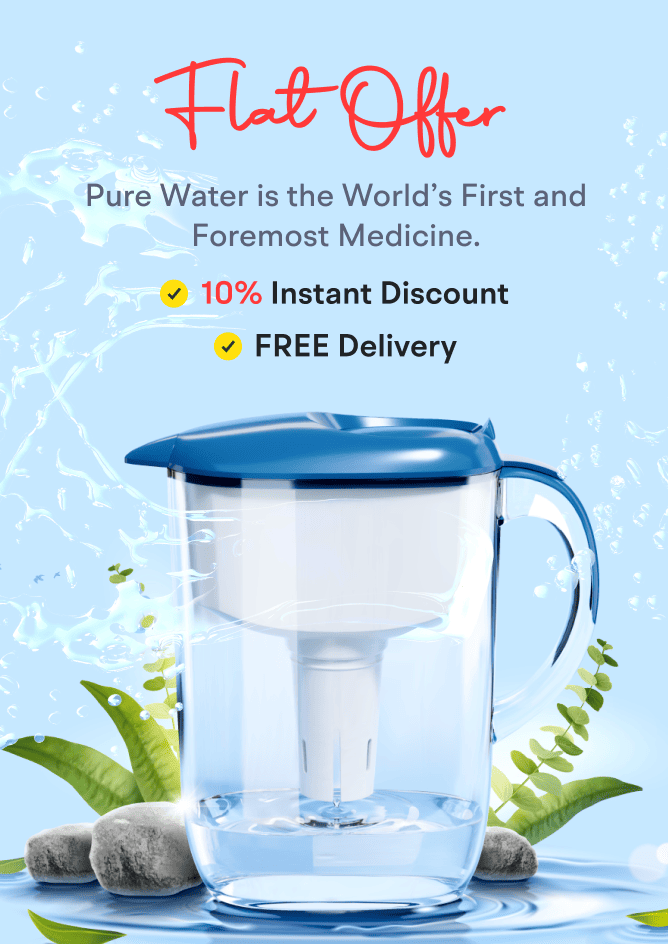 Flat Offer
Pure Water is the World’s First and
Foremost Medicine.
10% Instant Discount
FREE Delivery